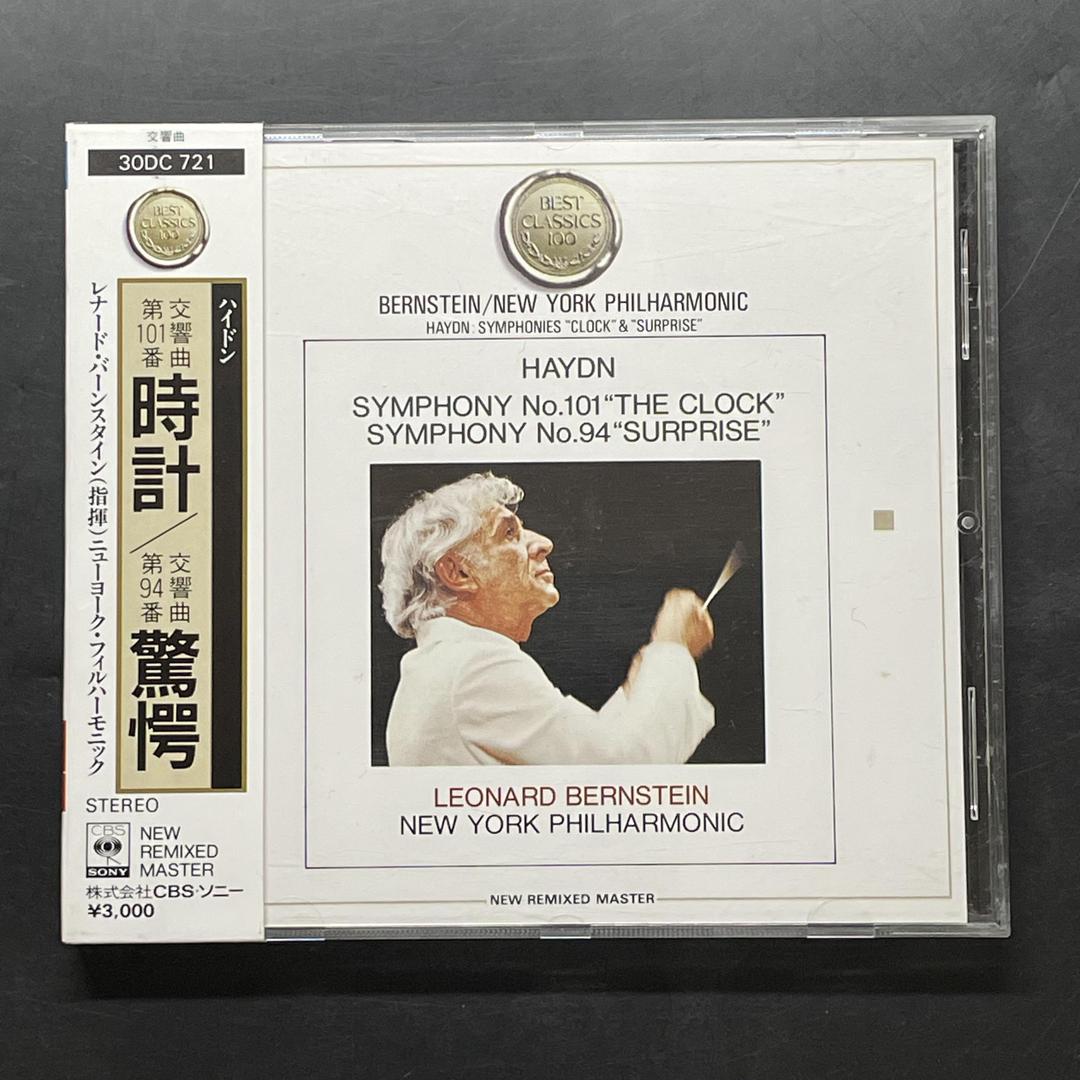 交響曲
30DC 721
BEST
CLASSICS
100
ハイドン
交響曲
第101番
時計
交響曲
第94番
驚愕
レナード・バーンスタイン(指揮)ニューヨーク・フィルハーモニック
STEREO
CBS
SONY
NEW
REMIXED
MASTER
株式会社CBS・ソニー
¥3,000
BEST
CLASSICS
100
BERNSTEIN/NEW YORK PHILHARMONIC
HAYDN: SYMPHONIES "CLOCK" & "SURPRISE"
HAYDN
SYMPHONY No.101“THE CLOCK”
SYMPHONY No.94“SURPRISE”
LEONARD BERNSTEIN
NEW YORK PHILHARMONIC
NEW REMIXED MASTER